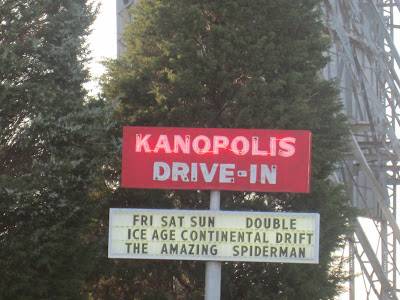 KANOPOLIS
DRIVE-IN
FRI SAT SUN DOUBLE
ICE AGE CONTINENTAL DRIFT
THE AMAZING SPIDERMAN